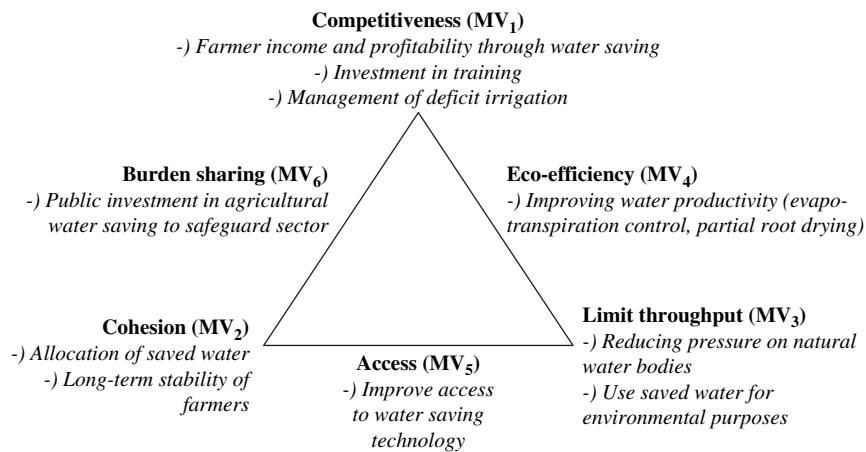 Competitiveness (MV1)
-) Farmer income and profitability through water saving
-) Investment in training
-) Management of deficit irrigation
Burden sharing (MV6)
-) Public investment in agricultural
water saving to safeguard sector
Eco-efficiency (MV4)
-) Improving water productivity (evapo-
transpiration control, partial root drying)
Cohesion (MV2)
-) Allocation of saved water
-) Long-term stability of
farmers
Access (MV5)
-) Improve access
to water saving
technology
Limit throughput (MV3)
-) Reducing pressure on natural
water bodies
-) Use saved water for
environmental purposes